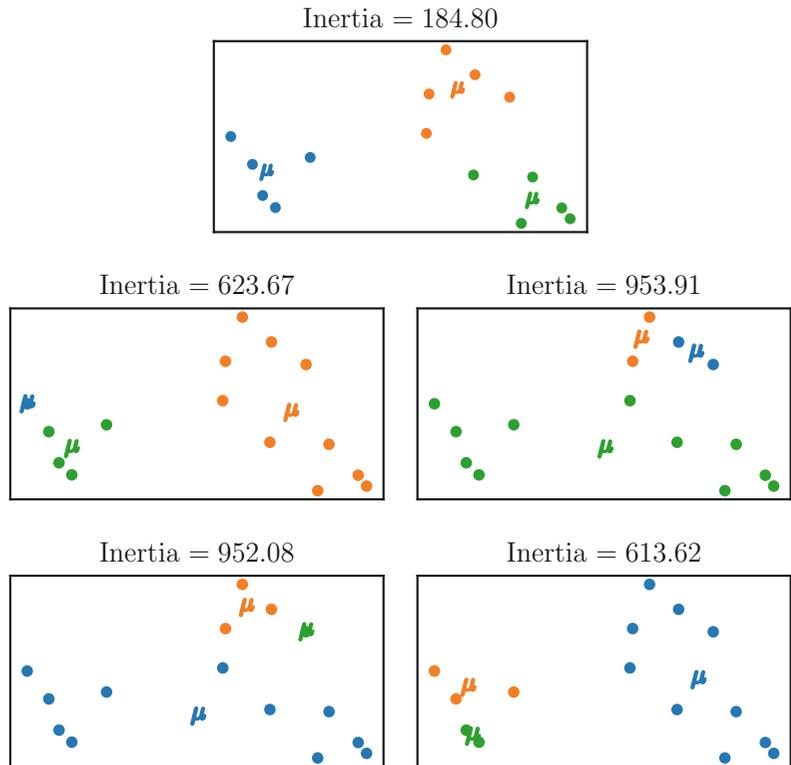 Inertia = 184.80
μ
μ
μ
Inertia = 623.67
Inertia = 953.91
μ
μ
μ
μ
μ
μ
Inertia = 952.08
Inertia = 613.62
μ
μ
μ
μ
μ
μ